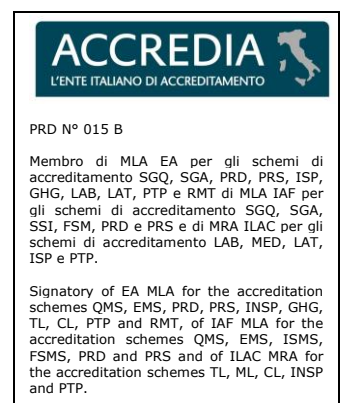 ACCREDIA
L'ENTE ITALIANO DI ACCREDITAMENTO
PRD N° 015 B
Membro di MLA EA per gli schemi di
accreditamento SGQ, SGA, PRD, PRS, ISP,
GHG, LAB, LAT, PTP e RMT di MLA IAF per
gli schemi di accreditamento SGQ, SGA,
SSI, FSM, PRD e PRS e di MRA ILAC per gli
schemi di accreditamento LAB, MED, LAT,
ISP e PTP.
Signatory of EA MLA for the accreditation
schemes QMS, EMS, PRD, PRS, INSP, GHG,
TL, CL, PTP and RMT, of IAF MLA for the
accreditation schemes QMS, EMS, ISMS,
FSMS, PRD and PRS and of ILAC MRA for
the accreditation schemes TL, ML, CL, INSP
and PTP.